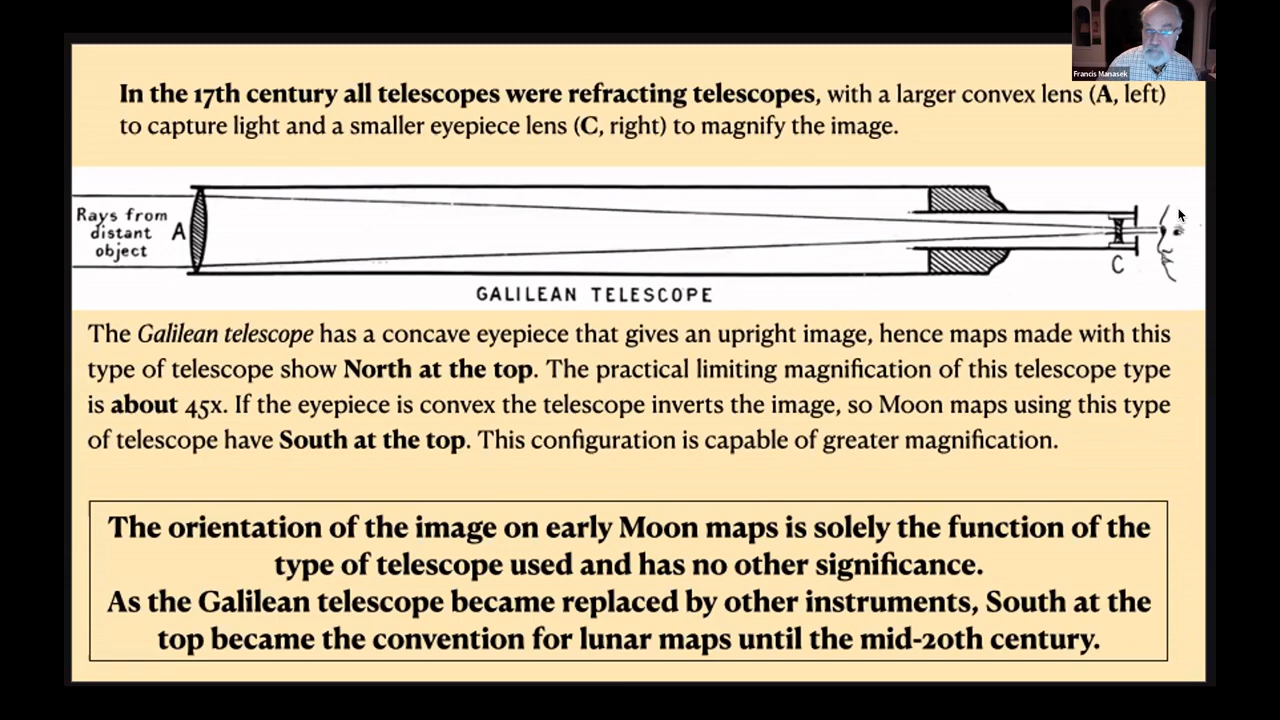 Francis Manasek
In the 17th century all telescopes were refracting telescopes, with a larger convex lens (A, left)
to capture light and a smaller eyepiece lens (C, right) to magnify the image.
Rays from
distant
object
A
C
GALILEAN TELESCOPE
The Galilean telescope has a concave eyepiece that gives an upright image, hence maps made with this
type of telescope show North at the top. The practical limiting magnification of this telescope type
is about 45x. If the eyepiece is convex the telescope inverts the image, so Moon maps using this type
of telescope have South at the top. This configuration is capable of greater magnification.
The orientation of the image on early Moon maps is solely the function of the
type of telescope used and has no other significance.
As the Galilean telescope became replaced by other instruments, South at the
top became the convention for lunar maps until the mid-20th century.